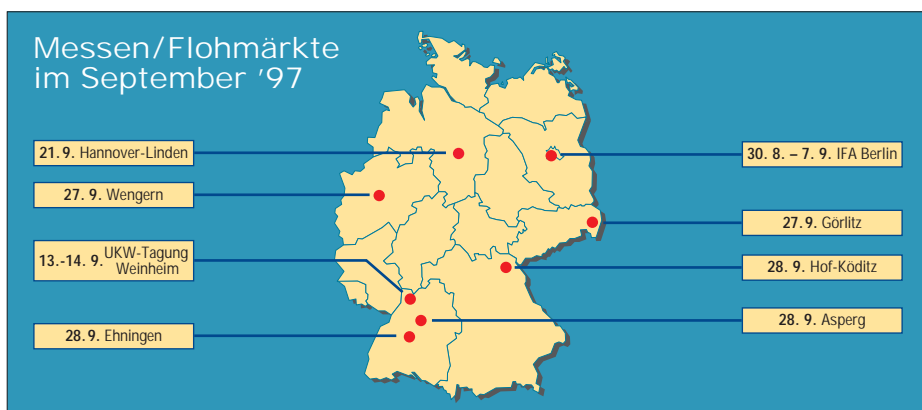 Messen/Flohmärkte
im September '97
21.9. Hannover-Linden
27. 9. Wengern
13.-14. 9. UKW-Tagung
Weinheim
28.9. Ehningen
30. 8. – 7. 9. IFA Berlin
27.9. Görlitz
28. 9. Hof-Köditz
28. 9. Asperg